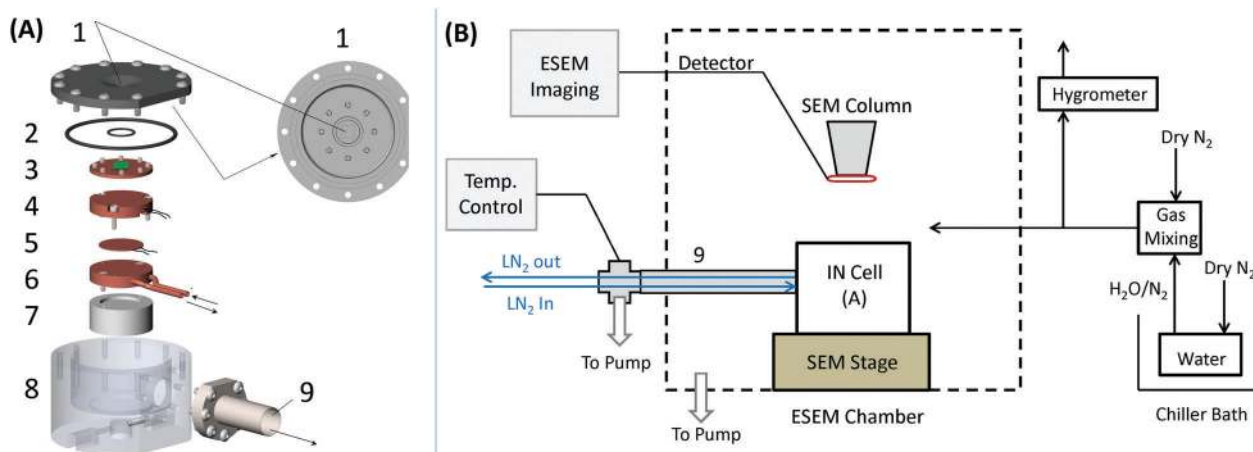 (A)
1
1
2
3
4
5
6
7
8
9
(B)
ESEM
Imaging
Detector
SEM Column
Hygrometer
Dry N₂
Temp.
Control
Gas
Mixing
9
LN₂ out
LN₂ In
IN Cell
(A)
Dry N₂
H₂O/N₂
To Pump
SEM Stage
Water
To Pump
ESEM Chamber
Chiller Bath